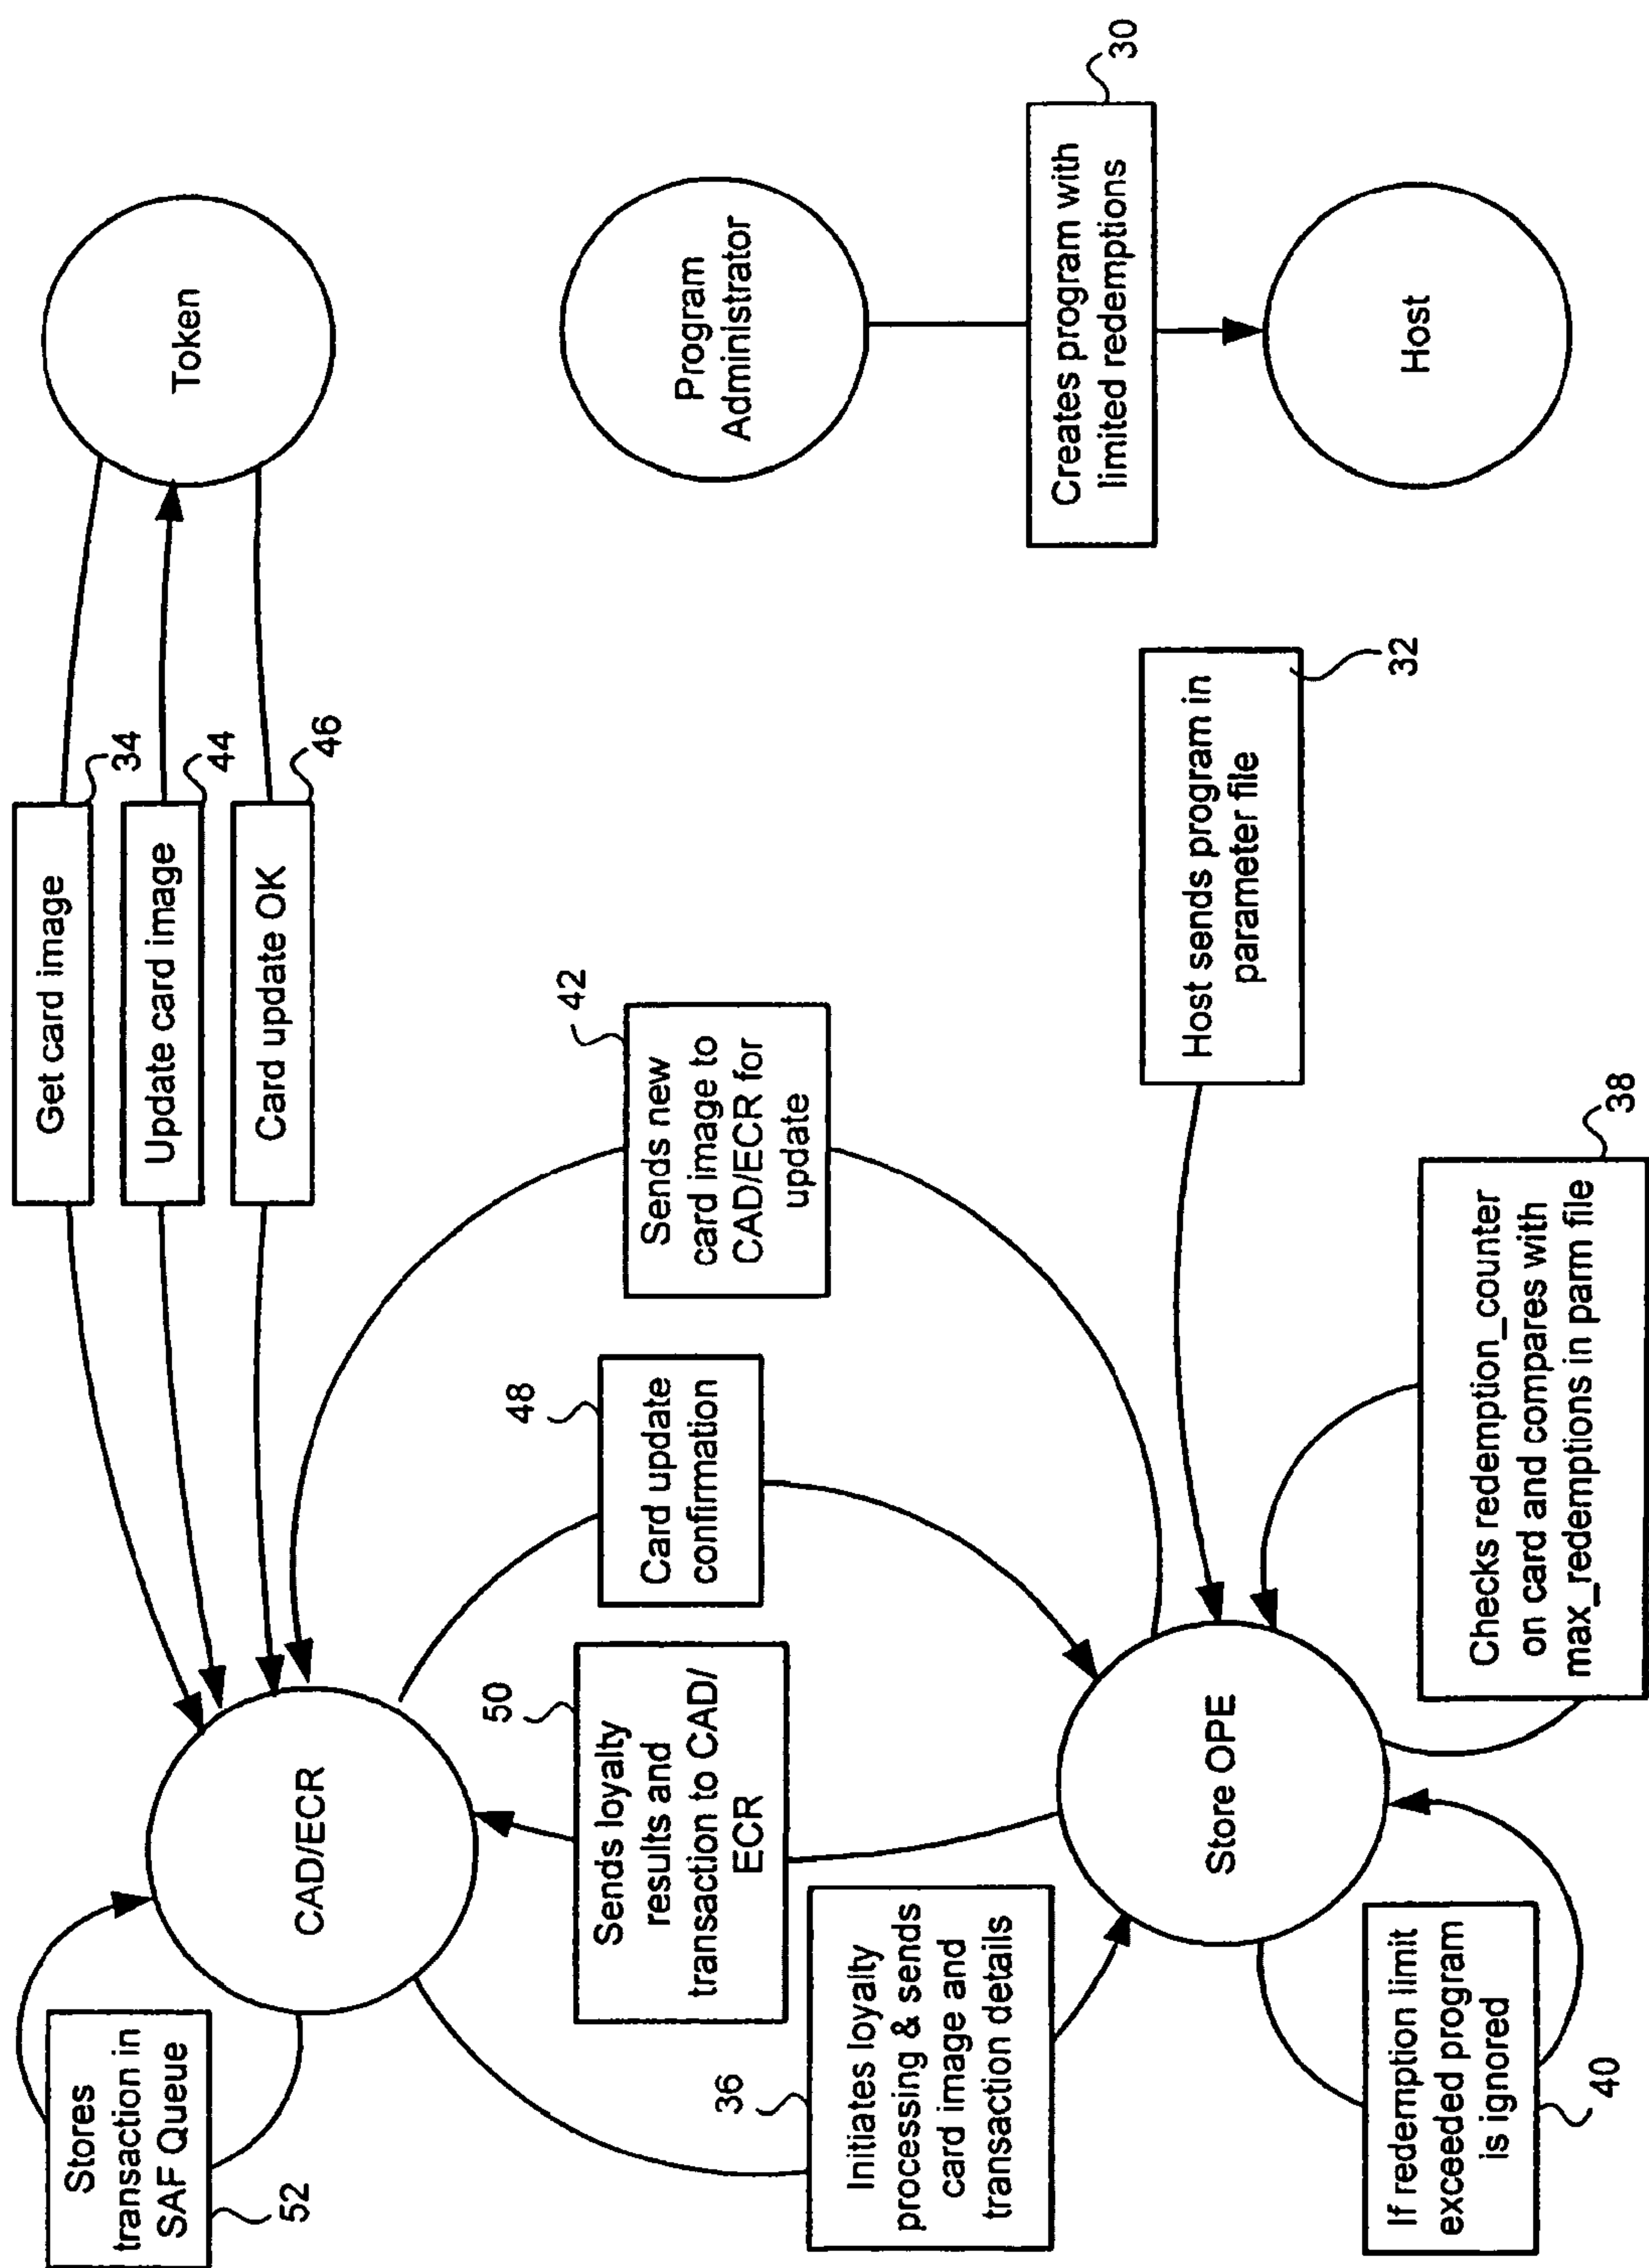 Stores
transaction in
SAF Queue
52
CAD/ECR
Get card image
34
Update card image
44
Card update OK
46
Token
Initiates loyalty
processing & sends
card image and
transaction details
36
Sends loyalty
results and
transaction to CAD/
ECR
50
Card update
confirmation
48
Sends new
card image to
CAD/ECR for
update
42
Program
Administrator
Creates program with
limited redemptions
30
Host
Host sends program in
parameter file
32
Store OPE
If redemption limit
exceeded program
is ignored
40
Checks redemption_counter
on card and compares with
max_redemptions in parm file
38